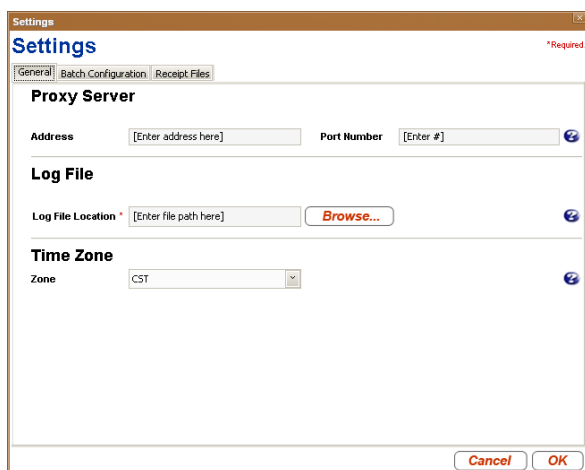 Settings
Settings
*Required
General Batch Configuration Receipt Files
Proxy Server
Address [Enter address here] Port Number [Enter #] ?
Log File
Log File Location * [Enter file path here] Browse... ?
Time Zone
Zone CST ?
Cancel OK